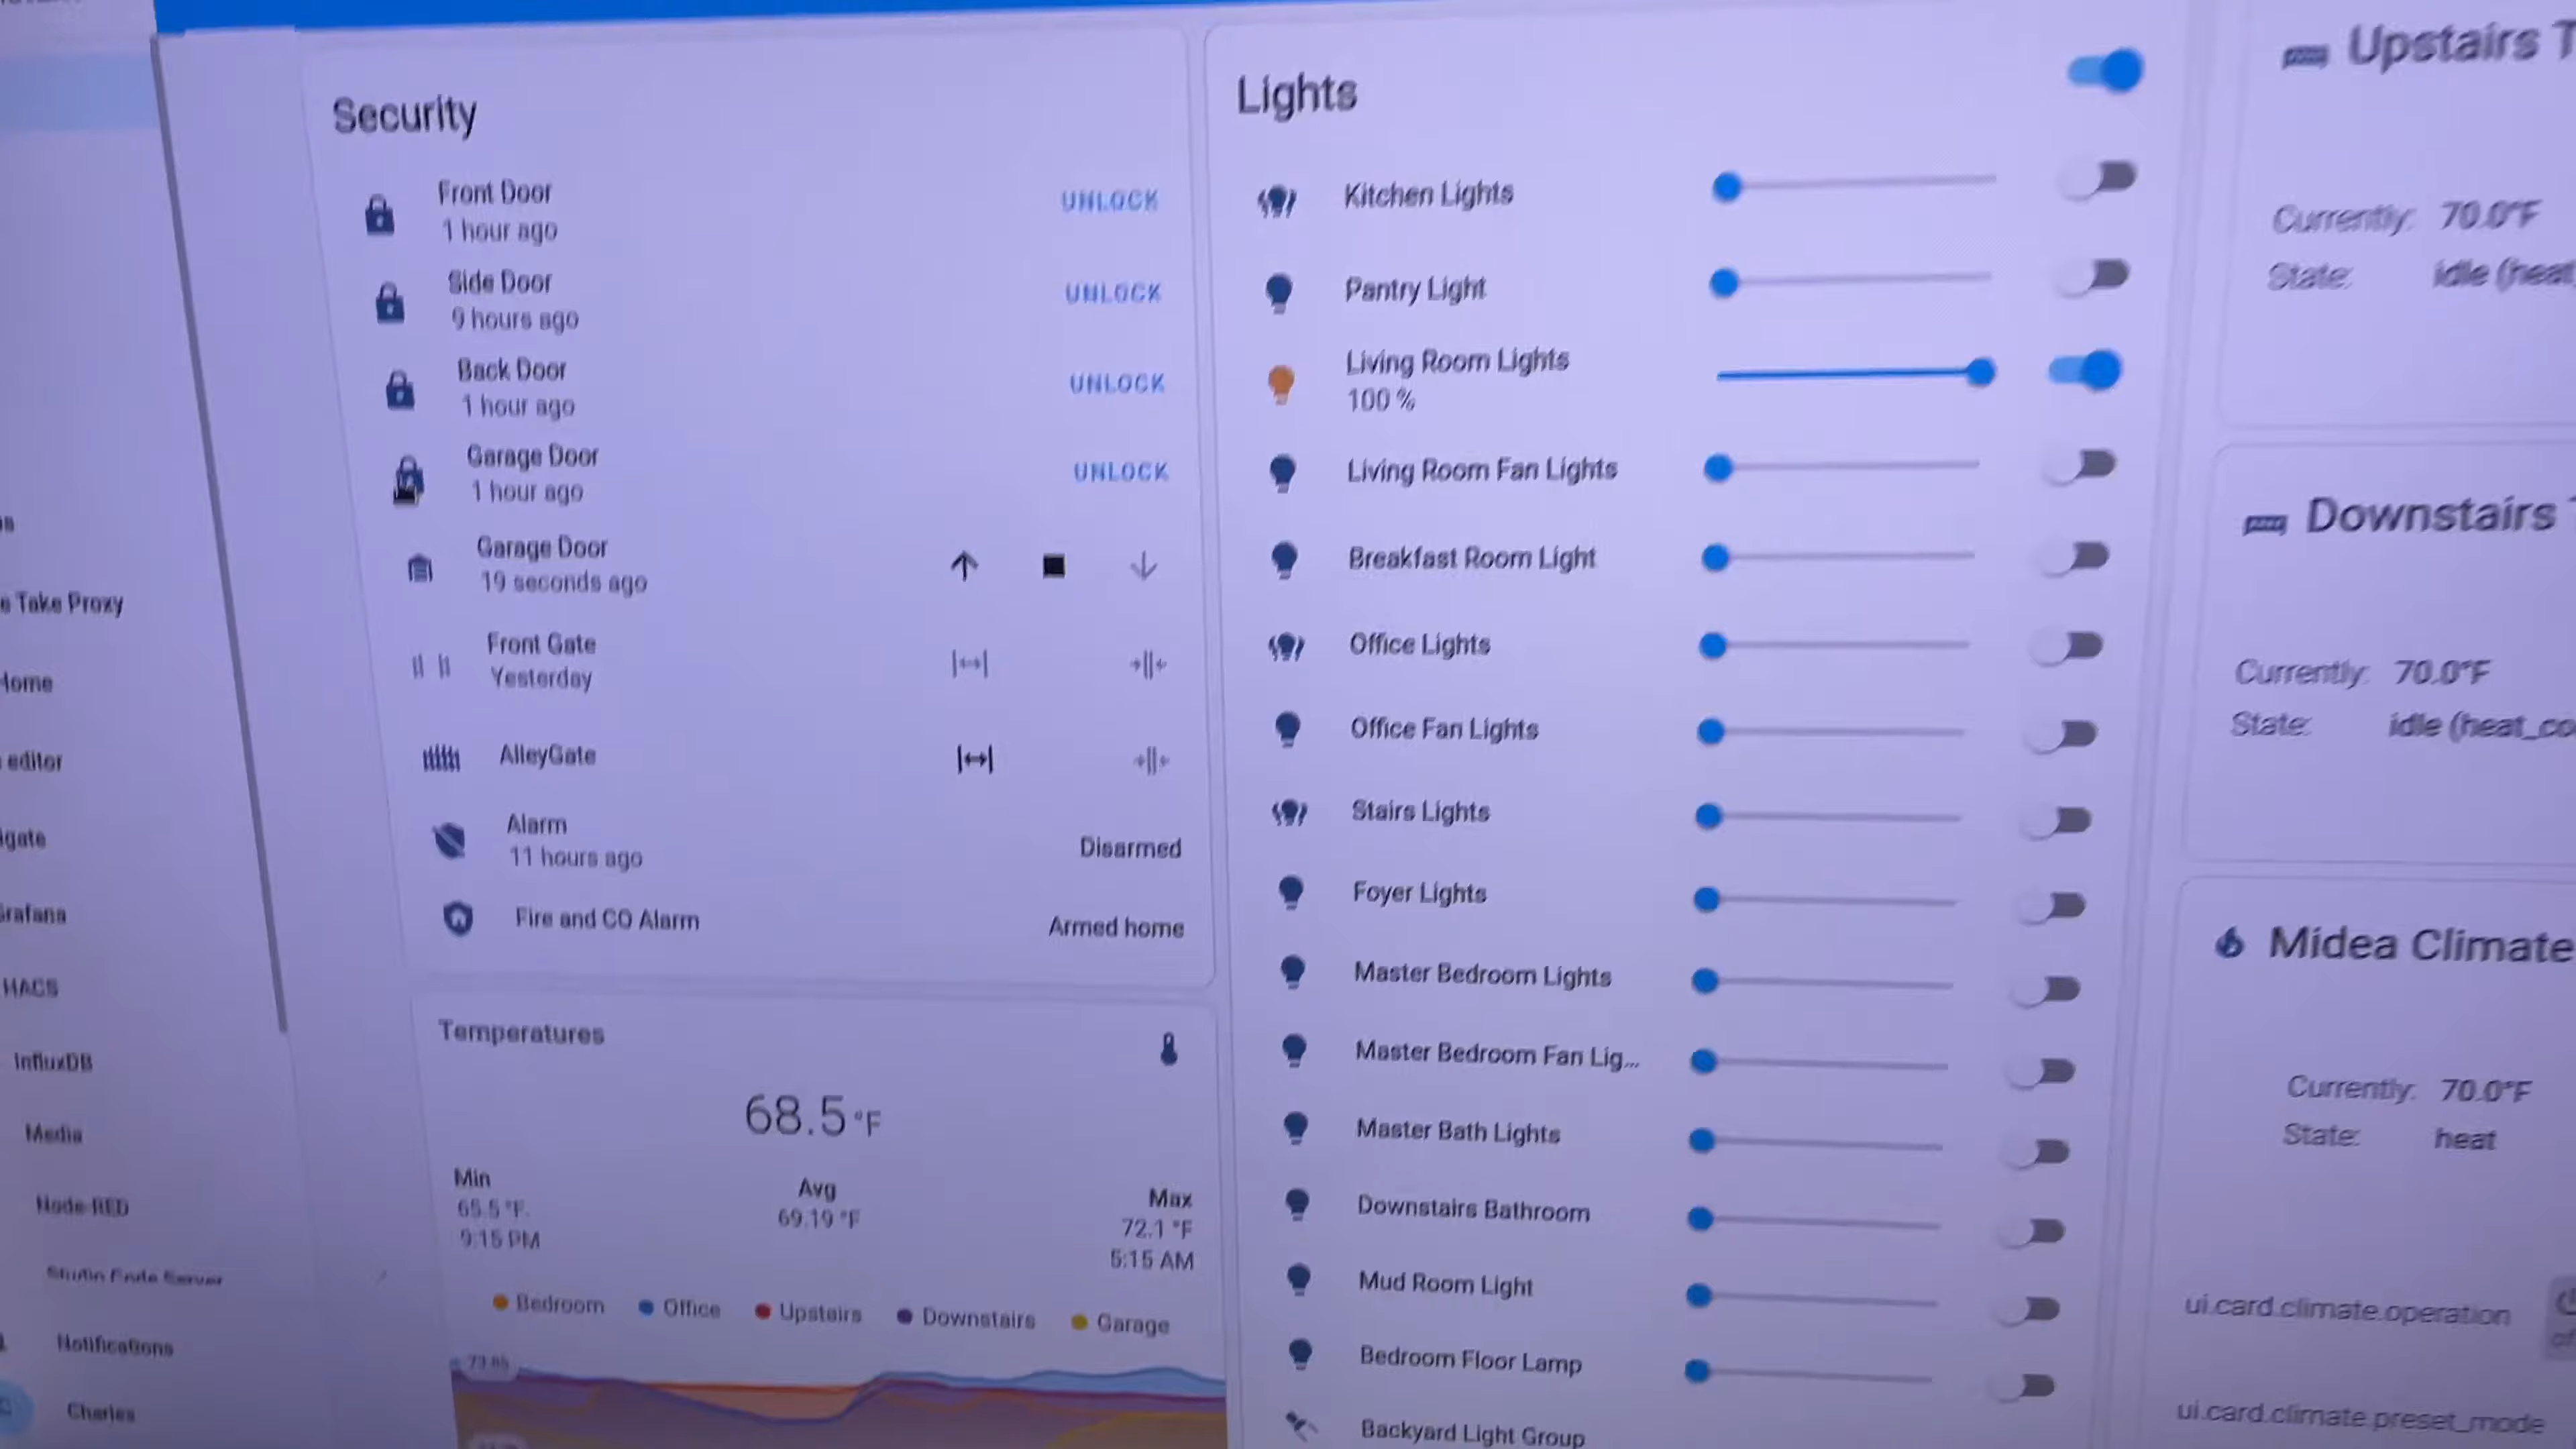 Take Proxy
editor
HACS
InfluxDB
Media
Node-RED
Studio Code Server
Notifications
Charles
Security
Front Door
1 hour ago
UNLOCK
Side Door
9 hours ago
UNLOCK
Back Door
1 hour ago
UNLOCK
Garage Door
1 hour ago
UNLOCK
Garage Door
19 seconds ago
Front Gate
Yesterday
AlleyGate
Alarm
11 hours ago
Disarmed
Fire and CO Alarm
Armed home
Temperatures
68.5 °F
Min
65.5 °F
9:15 PM
Avg
69.19 °F
Max
72.1 °F
5:15 AM
Bedroom
Office
Upstairs
Downstairs
Garage
Lights
Kitchen Lights
Pantry Light
Living Room Lights
100 %
Living Room Fan Lights
Breakfast Room Light
Office Lights
Office Fan Lights
Stairs Lights
Foyer Lights
Master Bedroom Lights
Master Bedroom Fan Lig...
Master Bath Lights
Downstairs Bathroom
Mud Room Light
Bedroom Floor Lamp
Backyard Light Group
Upstairs T
Currently: 70.0°F
State: idle (heat
Downstairs
Currently: 70.0°F
State: idle (heat_co
Midea Climate
Currently: 70.0°F
State: heat
ui.card.climate.operation
ui.card.climate.preset_mode